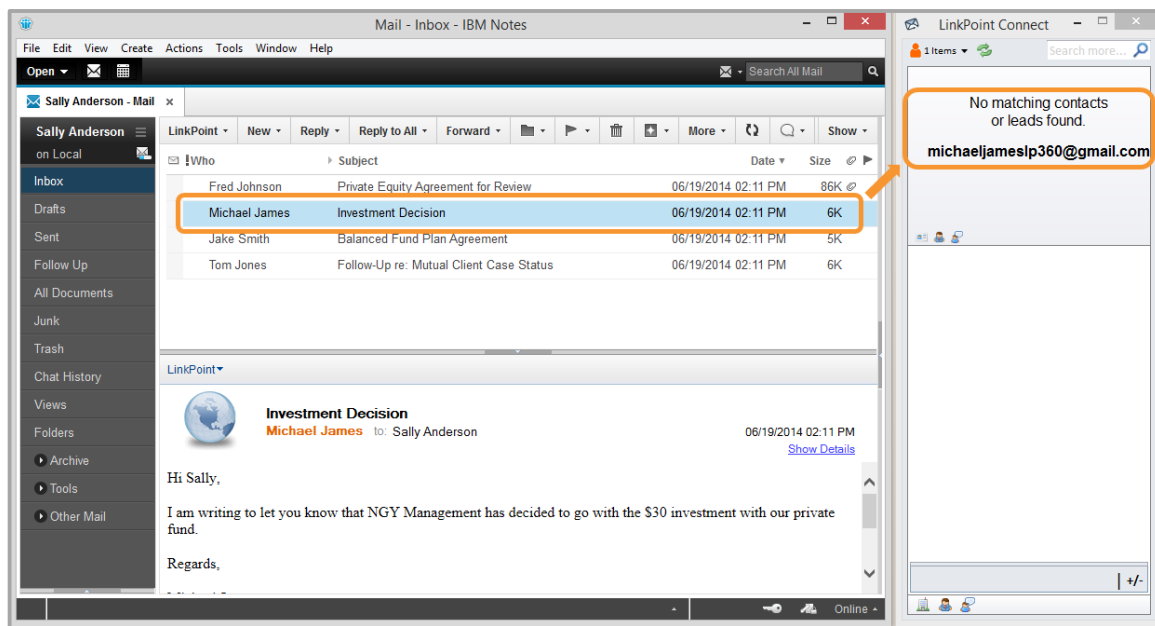 Mail - Inbox - IBM Notes
File Edit View Create Actions Tools Window Help
Open
Search All Mail
Sally Anderson - Mail x
Sally Anderson
on Local
Inbox
Drafts
Sent
Follow Up
All Documents
Junk
Trash
Chat History
Views
Folders
Archive
Tools
Other Mail
LinkPoint New Reply Reply to All Forward More Show
!Who Subject Date Size
Fred Johnson Private Equity Agreement for Review 06/19/2014 02:11 PM 86K
Michael James Investment Decision 06/19/2014 02:11 PM 6K
Jake Smith Balanced Fund Plan Agreement 06/19/2014 02:11 PM 5K
Tom Jones Follow-Up re: Mutual Client Case Status 06/19/2014 02:11 PM 6K
LinkPoint
Investment Decision
Michael James to: Sally Anderson 06/19/2014 02:11 PM
Show Details
Hi Sally,
I am writing to let you know that NGY Management has decided to go with the $30 investment with our private
fund.
Regards,
Online
LinkPoint Connect
1 Items Search more...
No matching contacts
or leads found.
michaeljameslp360@gmail.com
| +/-